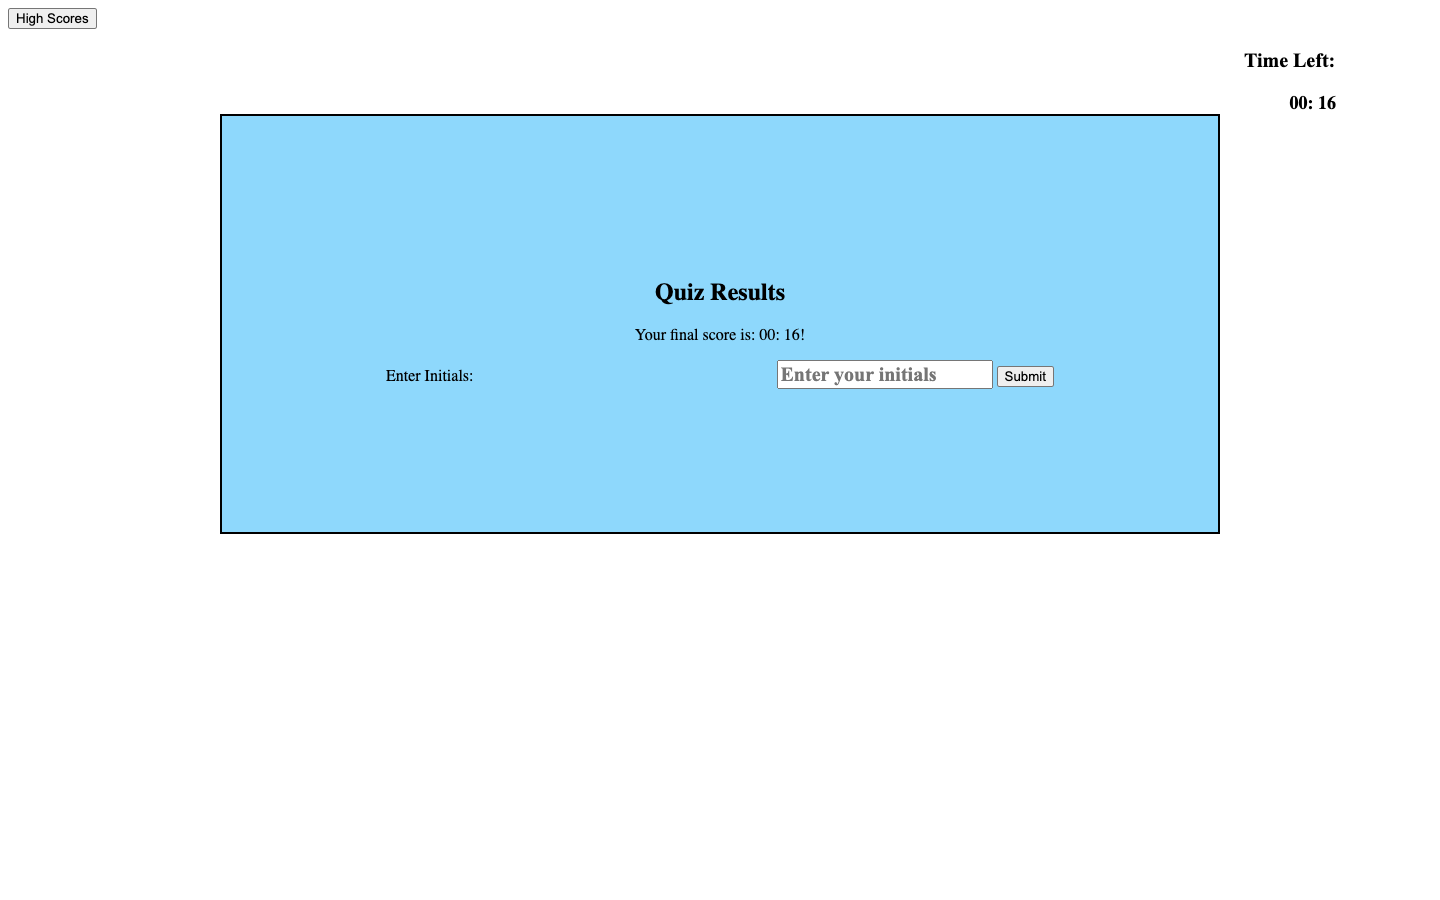 High Scores
Time Left:
00: 16
Quiz Results
Your final score is: 00: 16!
Enter Initials: Enter your initials Submit